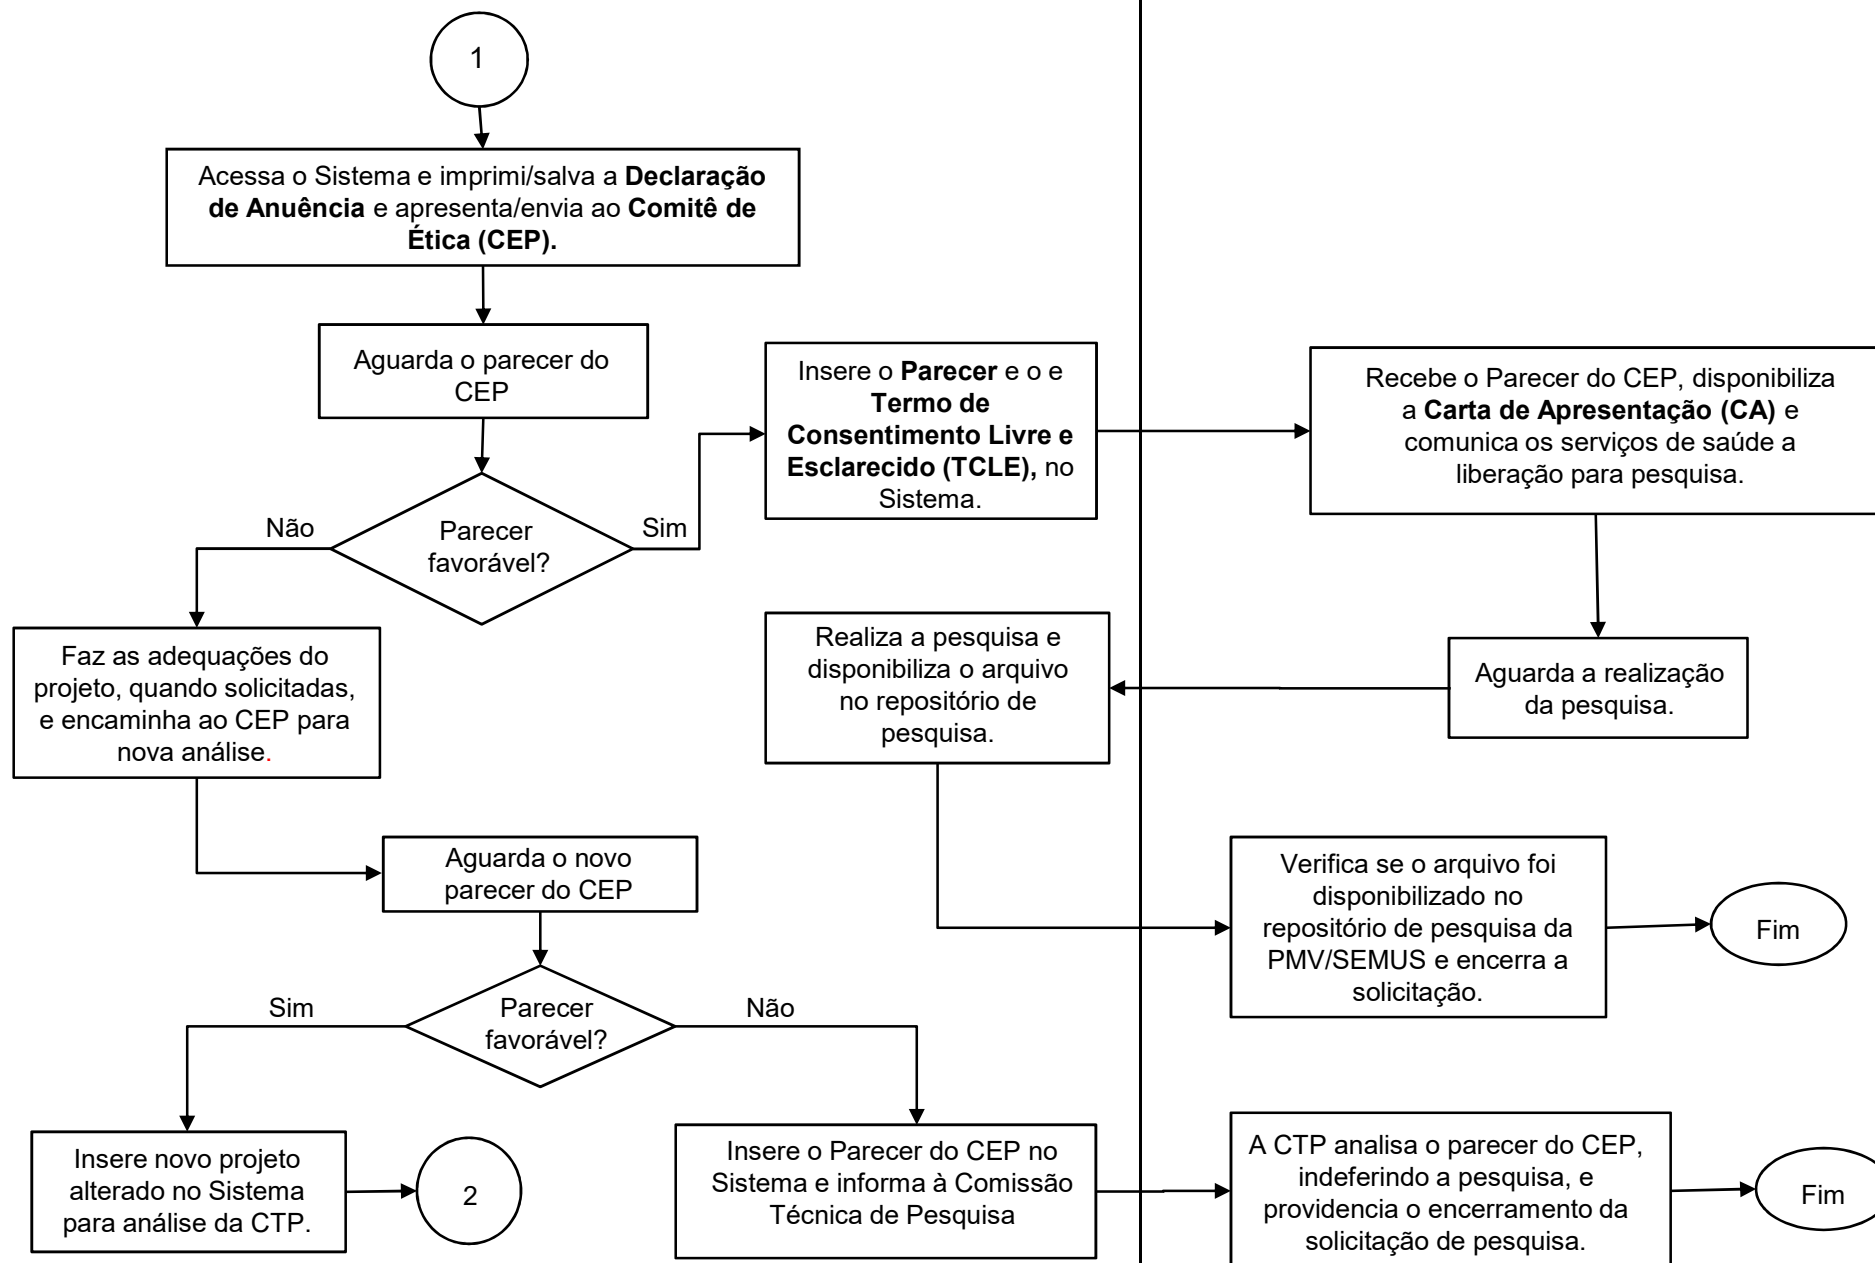 1
Acessa o Sistema e imprimi/salva a Declaração
de Anuência e apresenta/envia ao Comitê de
Ética (CEP).
Aguarda o parecer do
CEP
Parecer
favorável?
Não
Sim
Insere o Parecer e o e
Termo de
Consentimento Livre e
Esclarecido (TCLE), no
Sistema.
Recebe o Parecer do CEP, disponibiliza
a Carta de Apresentação (CA) e
comunica os serviços de saúde a
liberação para pesquisa.
Faz as adequações do
projeto, quando solicitadas,
e encaminha ao CEP para
nova análise.
Realiza a pesquisa e
disponibiliza o arquivo
no repositório de
pesquisa.
Aguarda a realização
da pesquisa.
Aguarda o novo
parecer do CEP
Verifica se o arquivo foi
disponibilizado no
repositório de pesquisa da
PMV/SEMUS e encerra a
solicitação.
Fim
Sim
Parecer
favorável?
Não
Insere novo projeto
alterado no Sistema
para análise da CTP.
2
Insere o Parecer do CEP no
Sistema e informa à Comissão
Técnica de Pesquisa
A CTP analisa o parecer do CEP,
indeferindo a pesquisa, e
providencia o encerramento da
solicitação de pesquisa.
Fim